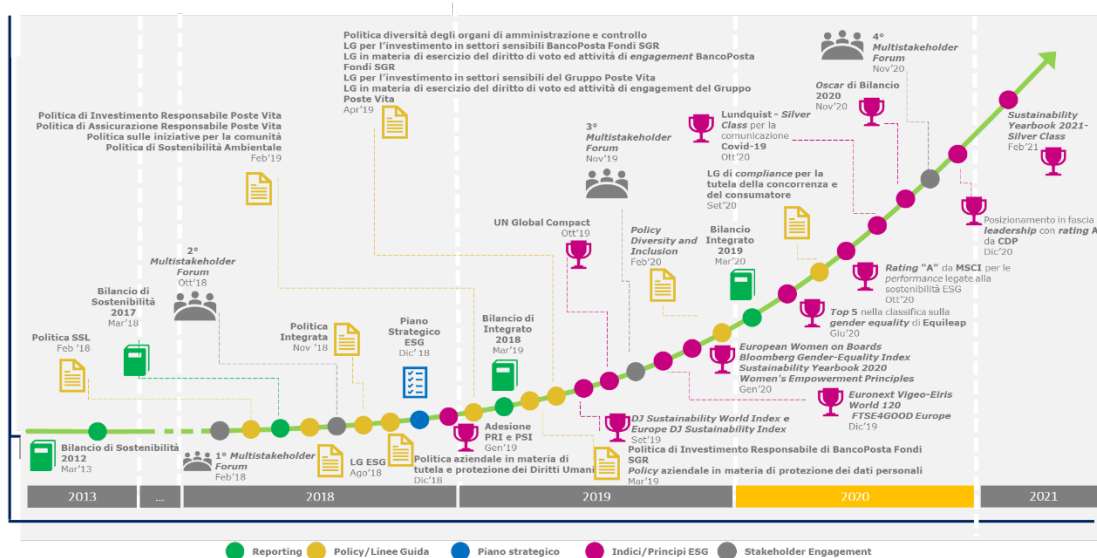 Politica diversità degli organi di amministrazione e controllo
LG per l'investimento in settori sensibili BancoPosta Fondi SGR
LG in materia di esercizio del diritto di voto ed attività di engagement BancoPosta
Fondi SGR
LG per l'investimento in settori sensibili del Gruppo Poste Vita
LG in materia di esercizio del diritto di voto ed attività di engagement del Gruppo
Poste Vita
Apr'19
4°
Multistakeholder
Forum
Nov'20
Oscar di Bilancio
2020
Nov'20
Politica di Investimento Responsabile Poste Vita
Politica di Assicurazione Responsabile Poste Vita
Politica sulle iniziative per la comunità
Politica di Sostenibilità Ambientale
Feb'19
3°
Multistakeholder
Forum
Nov'19
Lundquist - Silver
Class per la
comunicazione
Covid-19
Ott'20
Sustainability
Yearbook 2021-
Silver Class
Feb'21
LG di compliance per la
tutela della concorrenza e
del consumatore
Set'20
UN Global Compact
Ott'19
Policy
Diversity and
Inclusion
Feb'20
Bilancio
Integrato
2019
Mar'20
Posizionamento in fascia
leadership con rating A
da CDP
Dic'20
2°
Multistakeholder
Forum
Ott'18
Bilancio di
Sostenibilità
2017
Mar'18
Rating "A" da MSCI per le
performance legate alla
sostenibilità ESG
Ott'20
Politica SSL
Feb '18
Politica
Integrata
Nov '18
Piano
Strategico
ESG
Dic' 18
Bilancio di
Integrato
2018
Mar'19
Top 5 nella classifica sulla
gender equality di Equileap
Giu'20
European Women on Boards
Bloomberg Gender-Equality Index
Sustainability Yearbook 2020
Women's Empowerment Principles
Gen'20
Euronext Vigeo-Eiris
World 120
FTSE4GOOD Europe
Dic'19
Bilancio di Sostenibilità
2012
Mar'13
1° Multistakeholder
Forum
Feb'18
LG ESG
Ago'18
Adesione
PRI e PSI
Gen'19
Politica aziendale in materia di
tutela e protezione dei Diritti Umani
Dic'18
DJ Sustainability World Index e
Europe DJ Sustainability Index
Set'19
Politica di Investimento Responsabile di BancoPosta Fondi
SGR
Policy aziendale in materia di protezione dei dati personali
Mar'19
2013 ... 2018 2019 2020 2021
Reporting Policy/Linee Guida Piano strategico Indici/Principi ESG Stakeholder Engagement